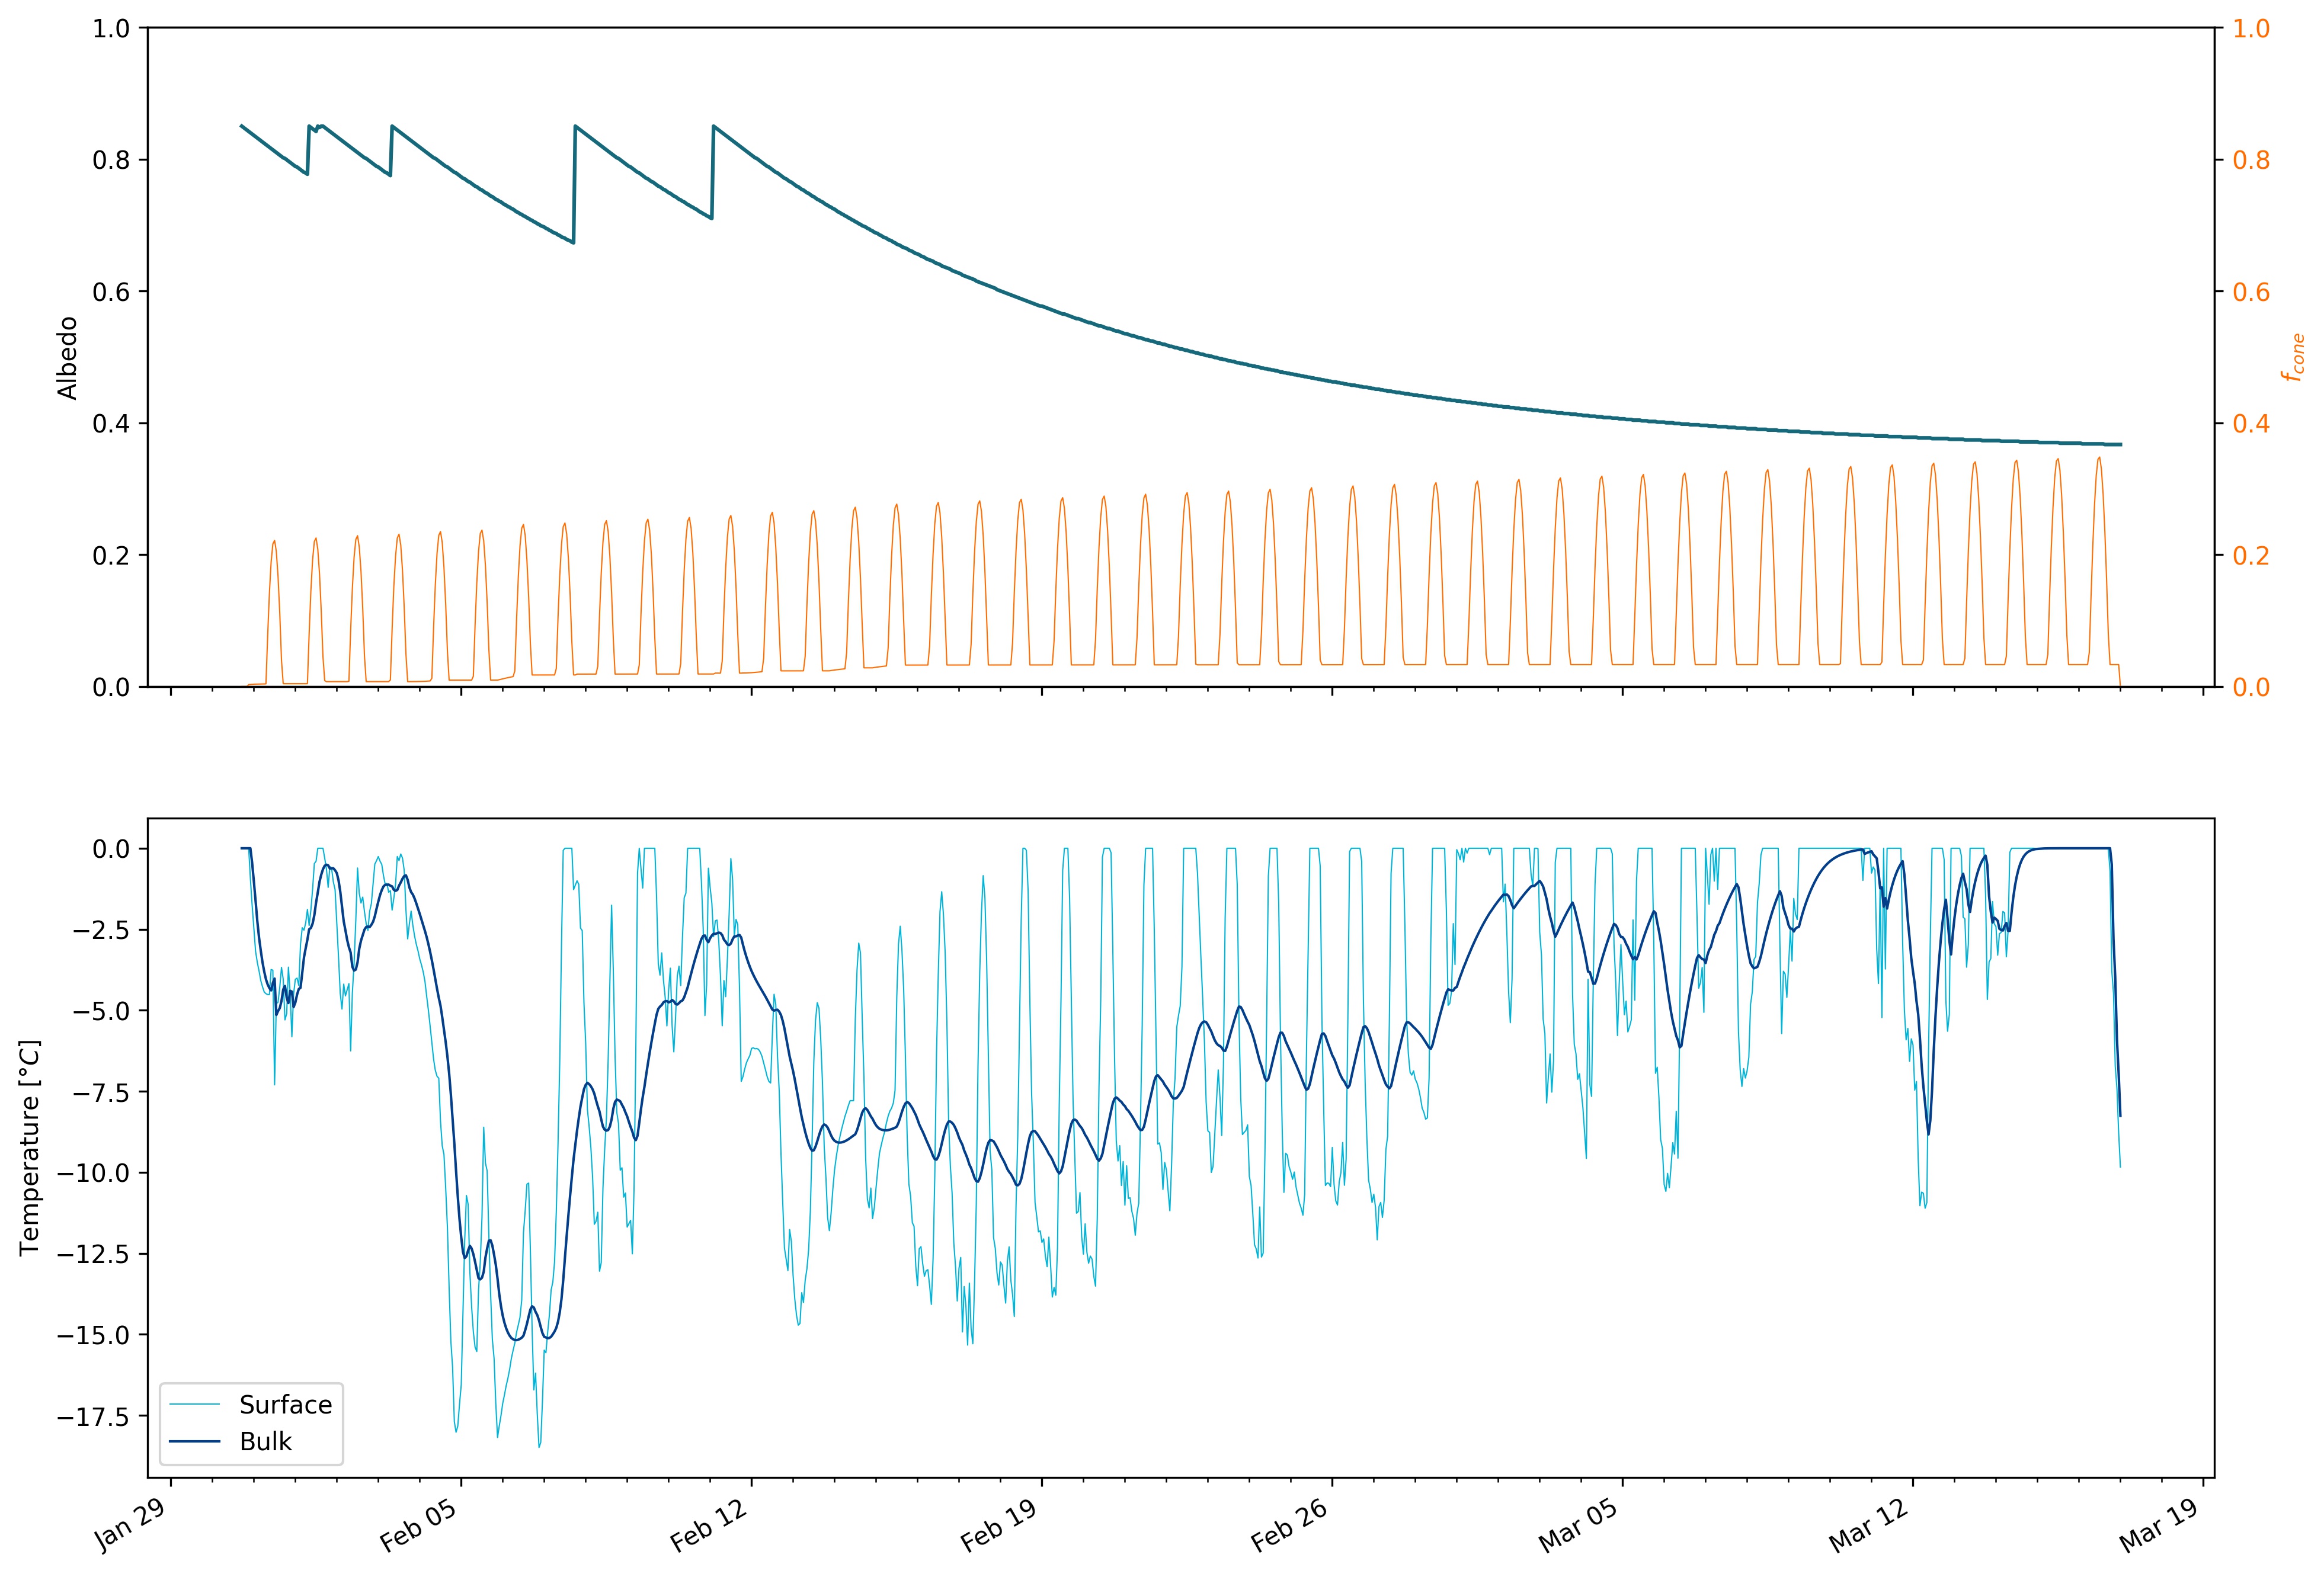 1.0
0.8
0.6
0.4
0.2
0.0
Albedo
1.0
0.8
0.6
0.4
0.2
0.0
f_cone
0.0
−2.5
−5.0
−7.5
−10.0
−12.5
−15.0
−17.5
Temperature [°C]
Surface
Bulk
Jan 29
Feb 05
Feb 12
Feb 19
Feb 26
Mar 05
Mar 12
Mar 19